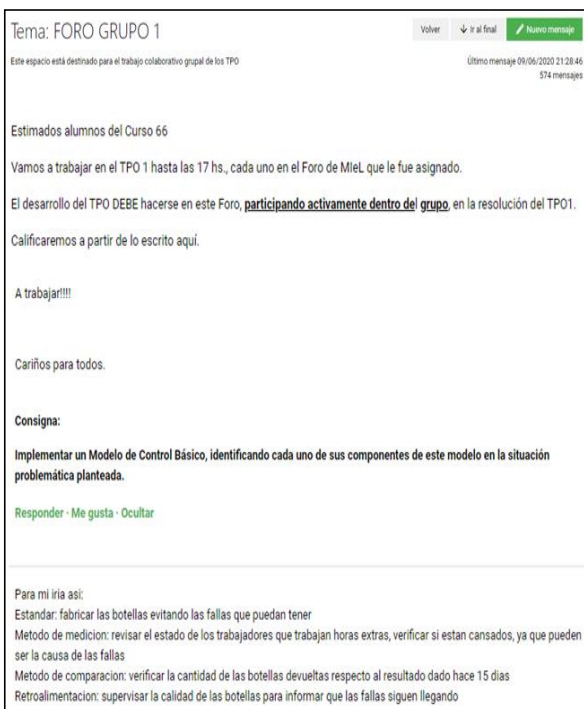 Tema: FORO GRUPO 1
Volver
Ir al final
Nuevo mensaje
Este espacio está destinado para el trabajo colaborativo grupal de los TPO
Último mensaje 09/06/2020 21:28:46
574 mensajes
Estimados alumnos del Curso 66
Vamos a trabajar en el TPO 1 hasta las 17 hs., cada uno en el Foro de MIeL que le fue asignado.
El desarrollo del TPO DEBE hacerse en este Foro, participando activamente dentro del grupo, en la resolución del TPO1.
Calificaremos a partir de lo escrito aquí.
A trabajar!!!!
Cariños para todos.
Consigna:
Implementar un Modelo de Control Básico, identificando cada uno de sus componentes de este modelo en la situación
problemática planteada.
Responder · Me gusta · Ocultar
Para mi iria asi:
Estandar: fabricar las botellas evitando las fallas que puedan tener
Metodo de medicion: revisar el estado de los trabajadores que trabajan horas extras, verificar si estan cansados, ya que pueden
ser la causa de las fallas
Metodo de comparacion: verificar la cantidad de las botellas devueltas respecto al resultado dado hace 15 dias
Retroalimentacion: supervisar la calidad de las botellas para informar que las fallas siguen llegando